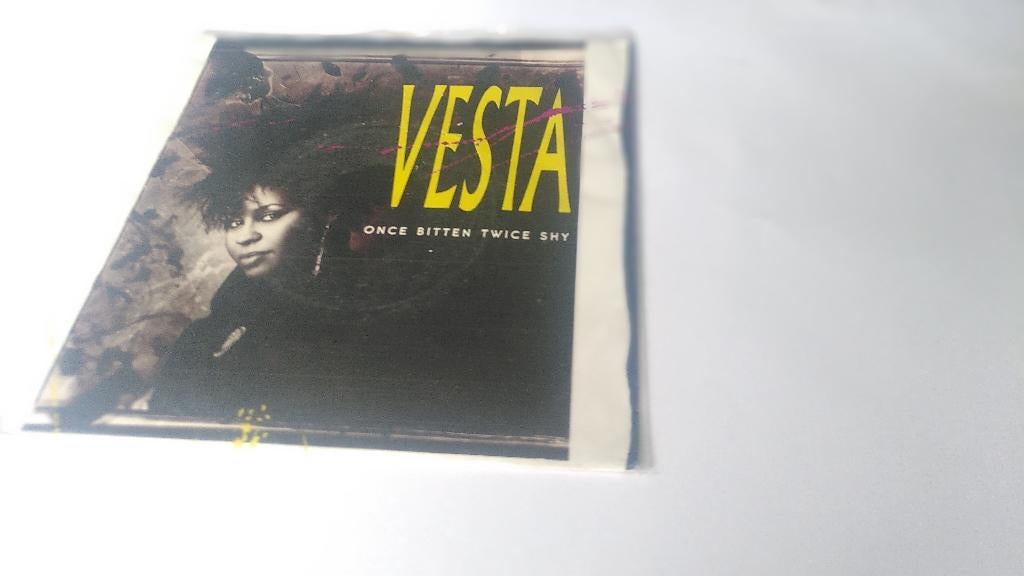 VESTA
ONCE BITTEN TWICE SHY